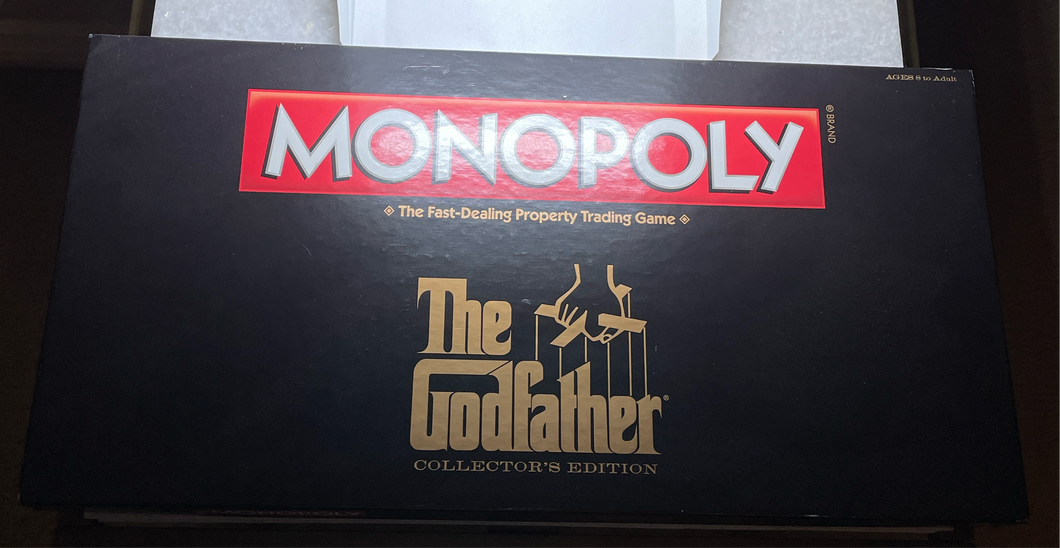 AGES 8 to Adult
MONOPOLY
® BRAND
The Fast-Dealing Property Trading Game
The
Godfather®
COLLECTOR'S EDITION